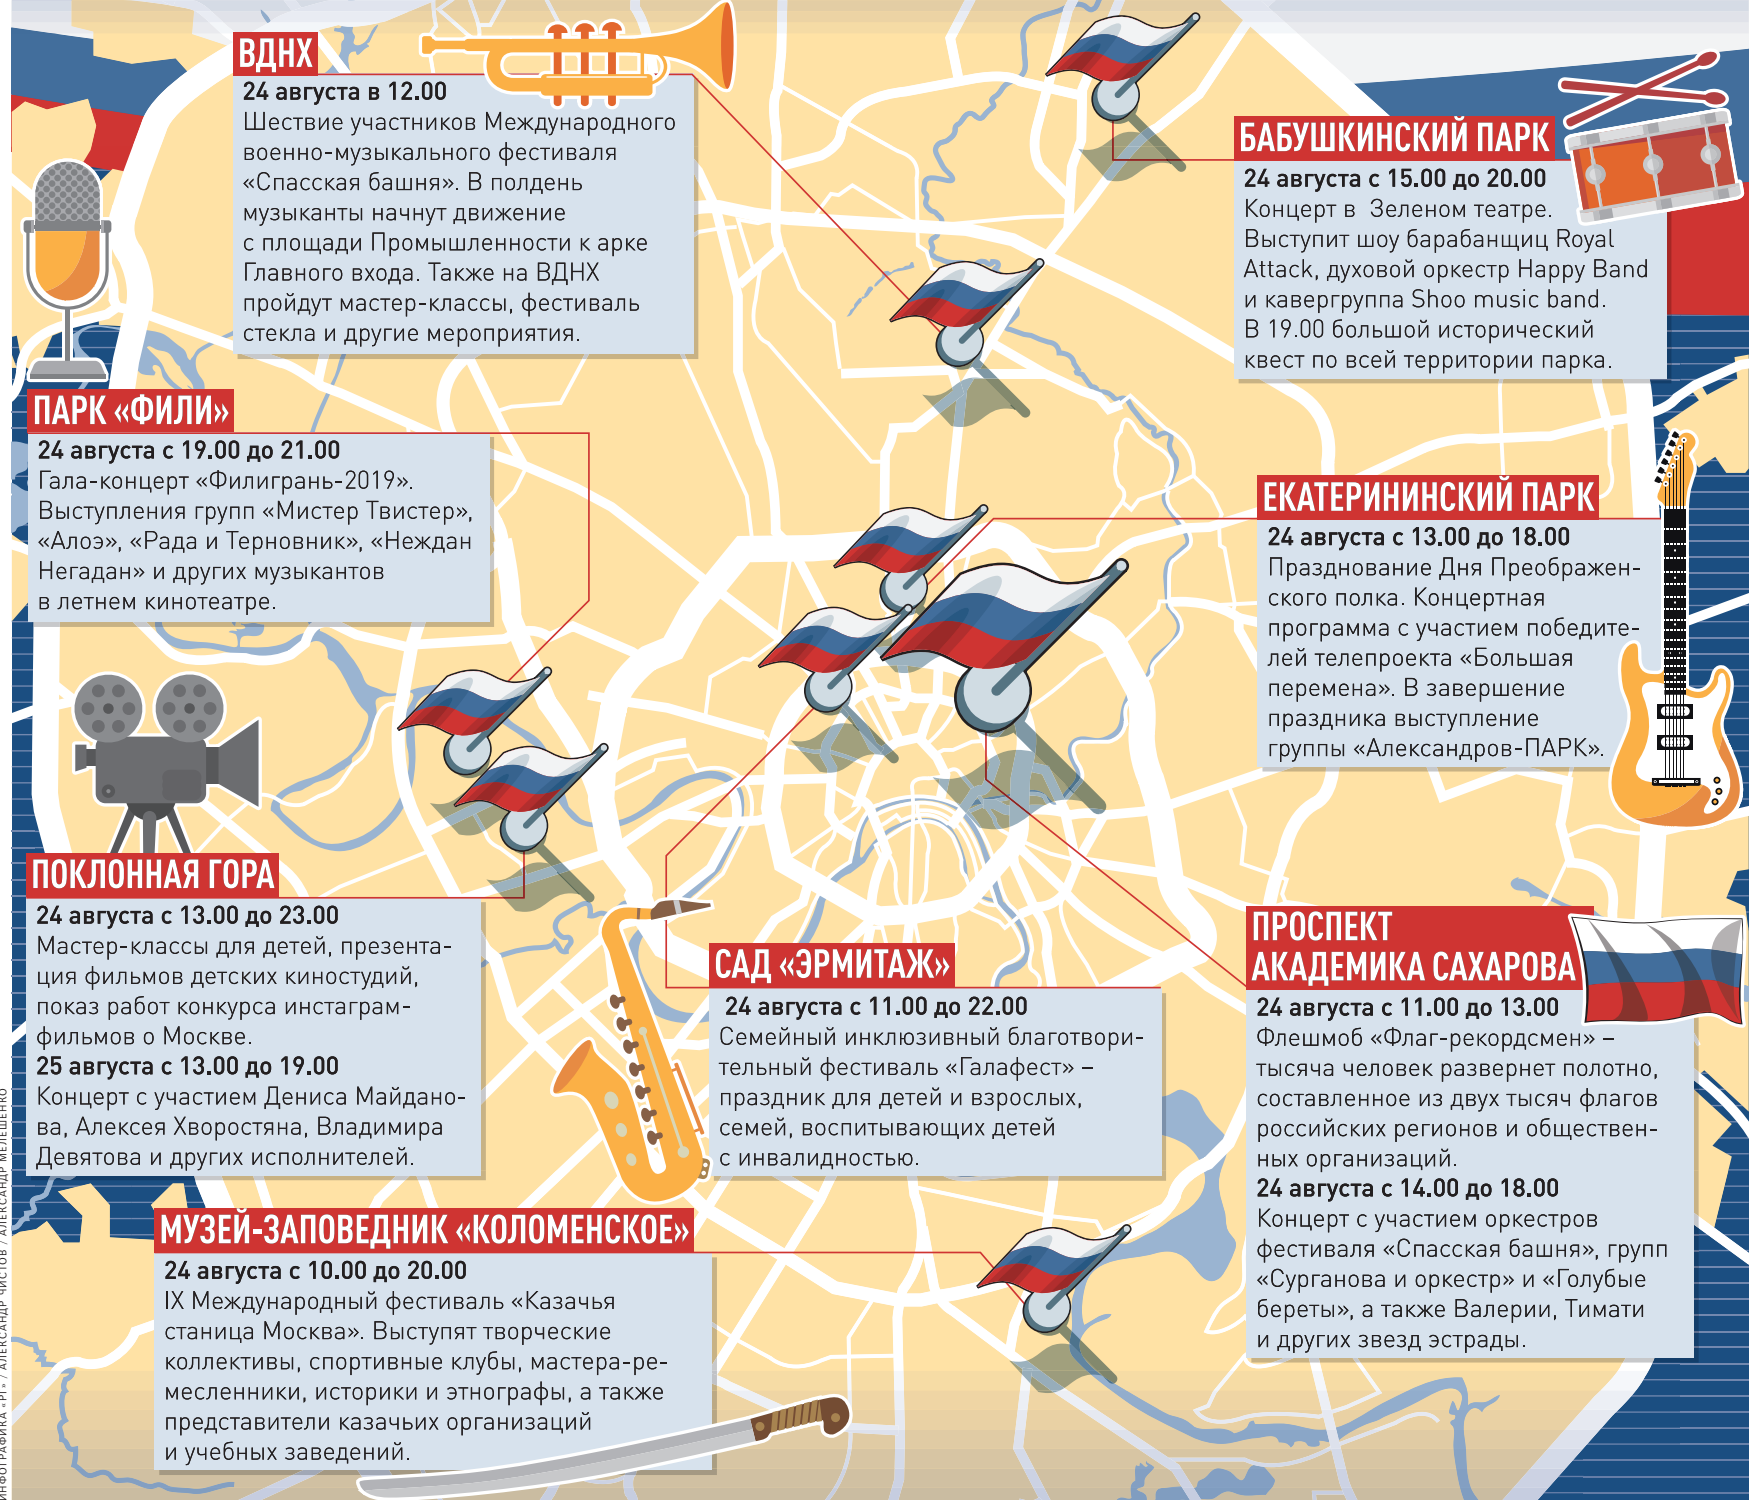 ВДНХ
24 августа в 12.00
Шествие участников Международного
военно-музыкального фестиваля
«Спасская башня». В полдень
музыканты начнут движение
с площади Промышленности к арке
Главного входа. Также на ВДНХ
пройдут мастер-классы, фестиваль
стекла и другие мероприятия.
БАБУШКИНСКИЙ ПАРК
24 августа с 15.00 до 20.00
Концерт в Зеленом театре.
Выступит шоу барабанщиц Royal
Attack, духовой оркестр Happy Band
и кавергруппа Shoo music band.
В 19.00 большой исторический
квест по всей территории парка.
ПАРК «ФИЛИ»
24 августа с 19.00 до 21.00
Гала-концерт «Филигрань-2019».
Выступления групп «Мистер Твистер»,
«Алоэ», «Рада и Терновник», «Неждан
Негадан» и других музыкантов
в летнем кинотеатре.
ЕКАТЕРИНИНСКИЙ ПАРК
24 августа с 13.00 до 18.00
Празднование Дня Преображен-
ского полка. Концертная
программа с участием победите-
лей телепроекта «Большая
перемена». В завершение
праздника выступление
группы «Александров-ПАРК».
ПОКЛОННАЯ ГОРА
24 августа с 13.00 до 23.00
Мастер-классы для детей, презента-
ция фильмов детских киностудий,
показ работ конкурса инстаграм-
фильмов о Москве.
25 августа с 13.00 до 19.00
Концерт с участием Дениса Майдано-
ва, Алексея Хворостяна, Владимира
Девятова и других исполнителей.
САД «ЭРМИТАЖ»
24 августа с 11.00 до 22.00
Семейный инклюзивный благотвори-
тельный фестиваль «Галафест» –
праздник для детей и взрослых,
семей, воспитывающих детей
с инвалидностью.
ПРОСПЕКТ
АКАДЕМИКА САХАРОВА
24 августа с 11.00 до 13.00
Флешмоб «Флаг-рекордсмен» –
тысяча человек развернет полотно,
составленное из двух тысяч флагов
российских регионов и обществен-
ных организаций.
24 августа с 14.00 до 18.00
Концерт с участием оркестров
фестиваля «Спасская башня», групп
«Сурганова и оркестр» и «Голубые
береты», а также Валерии, Тимати
и других звезд эстрады.
МУЗЕЙ-ЗАПОВЕДНИК «КОЛОМЕНСКОЕ»
24 августа с 10.00 до 20.00
IX Международный фестиваль «Казачья
станица Москва». Выступят творческие
коллективы, спортивные клубы, мастера-ре-
месленники, историки и этнографы, а также
представители казачьих организаций
и учебных заведений.
ИНФОГРАФИКА «РГ» / АЛЕКСАНДР ЧИСТОВ / АЛЕКСАНДР МЕЛЕШЕНКО